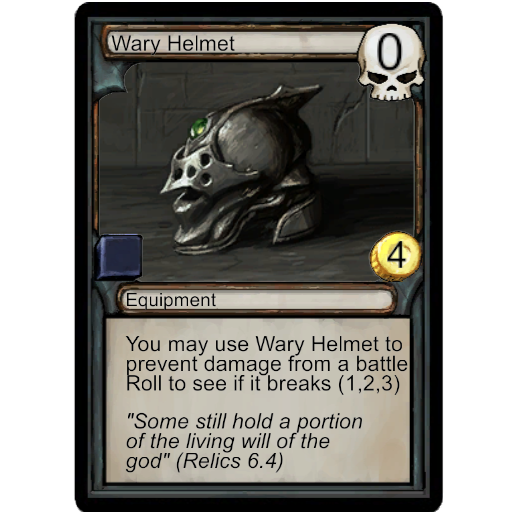 Wary Helmet
0
4
Equipment
You may use Wary Helmet to
prevent damage from a battle
Roll to see if it breaks (1,2,3)
"Some still hold a portion
of the living will of the
god" (Relics 6.4)